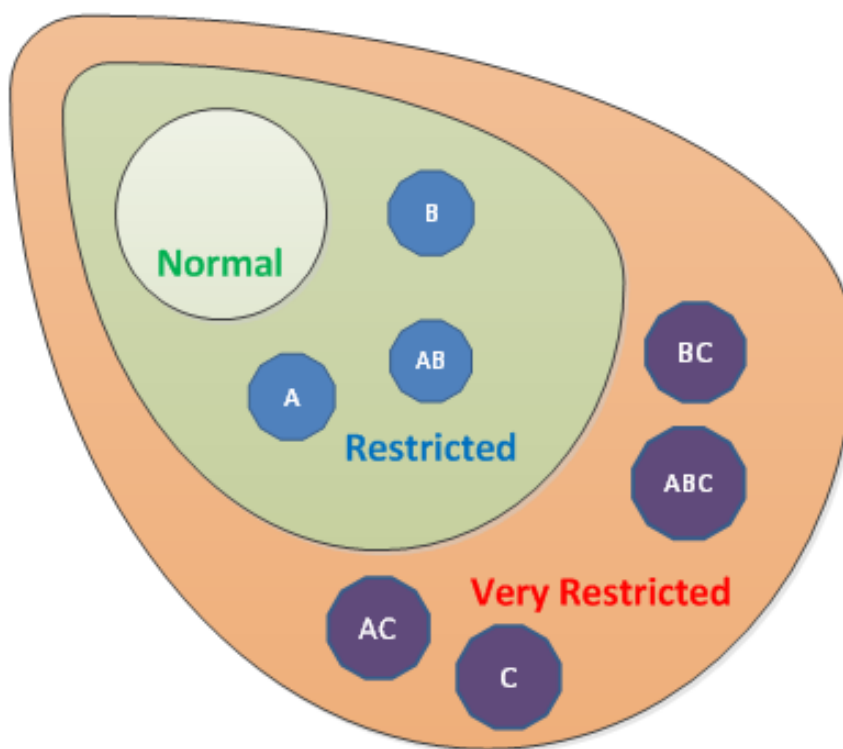 B
Normal
AB
BC
A
Restricted
ABC
Very Restricted
AC
C